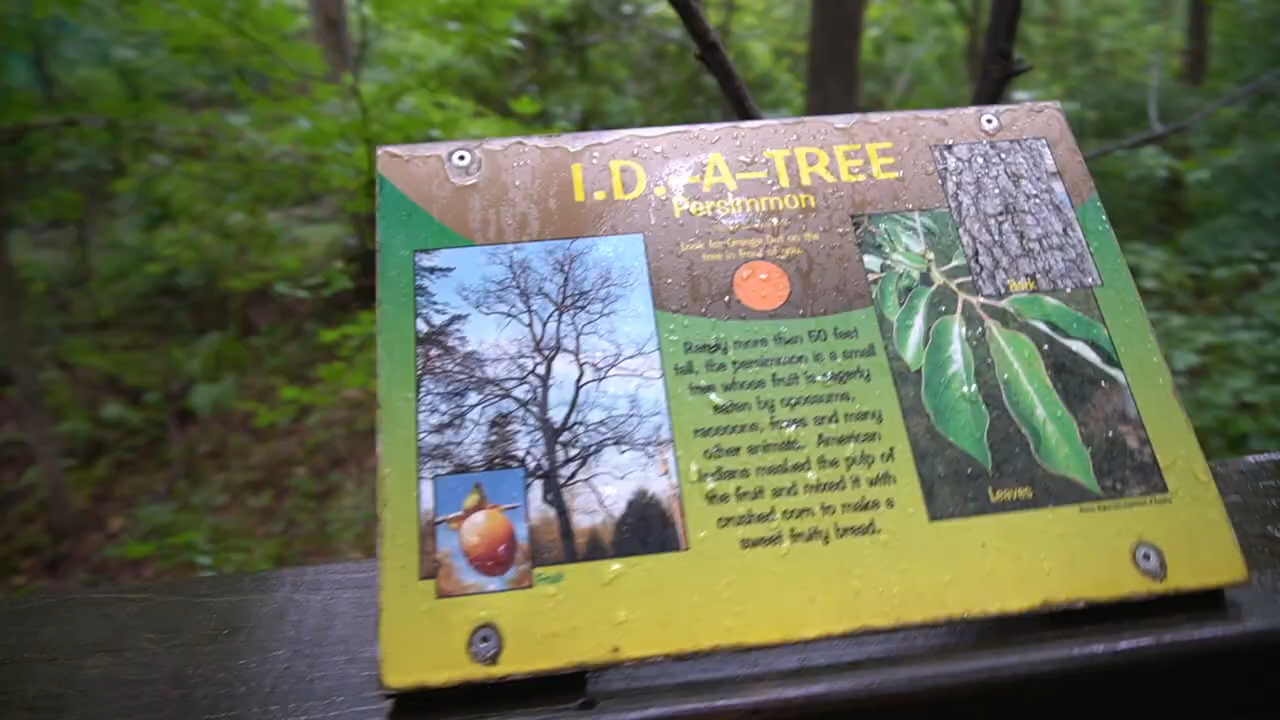 I.D.-A-TREE
Persimmon
Look for Orange Dot on the
tree in front of you.
Rarely more than 50 feet
tall, the persimmon is a small
tree whose fruit is eagerly
eaten by opossums,
raccoons, foxes and many
other animals. American
Indians mashed the pulp of
the fruit and mixed it with
crushed corn to make a
sweet fruity bread.
Bark
Leaves
Fruit